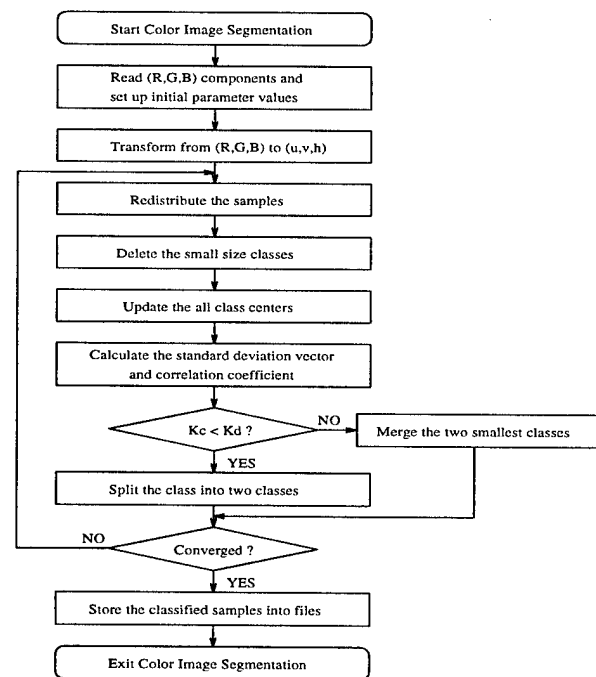 Start Color Image Segmentation
Read (R,G,B) components and
set up initial parameter values
Transform from (R,G,B) to (u,v,h)
Redistribute the samples
Delete the small size classes
Update the all class centers
Calculate the standard deviation vector
and correlation coefficient
Kc < Kd ?
NO
Merge the two smallest classes
YES
Split the class into two classes
NO
Converged ?
YES
Store the classified samples into files
Exit Color Image Segmentation